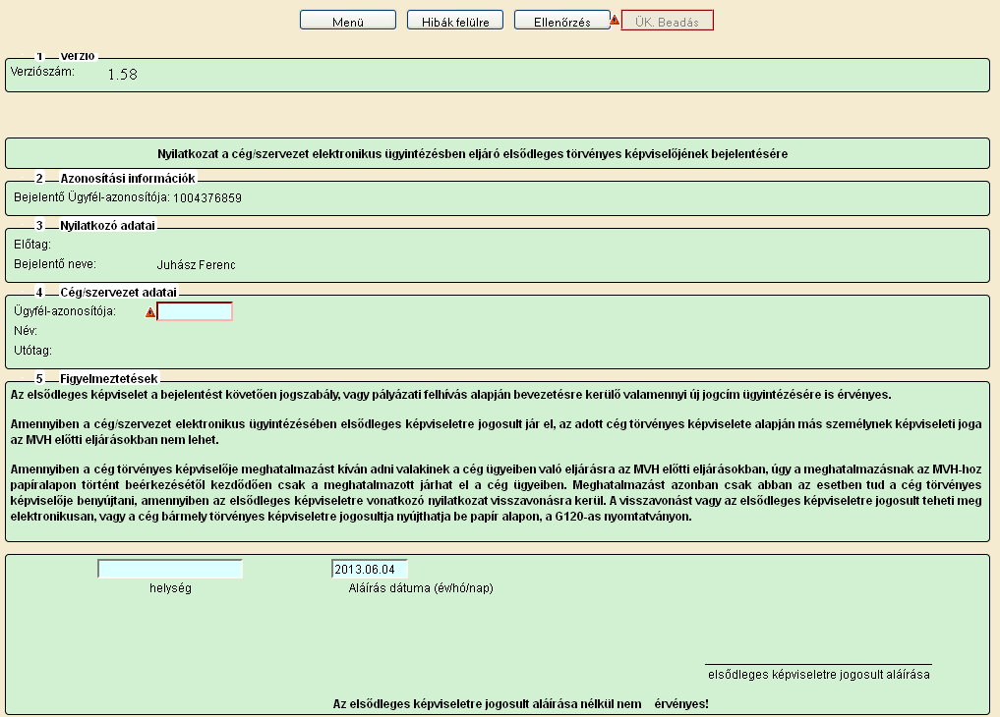 Menü Hibák felülre Ellenőrzés ÜK. Beadás
1 Verzió
Verziószám: 1.58
Nyilatkozat a cég/szervezet elektronikus ügyintézésben eljáró elsődleges törvényes képviselőjének bejelentésére
2 Azonosítási információk
Bejelentő Ügyfél-azonosítója: 1004376859
3 Nyilatkozó adatai
Előtag:
Bejelentő neve: Juhász Ferenc
4 Cég/szervezet adatai
Ügyfél-azonosítója:
Név:
Utótag:
5 Figyelmeztetések
Az elsődleges képviselet a bejelentést követően jogszabály, vagy pályázati felhívás alapján bevezetésre kerülő valamennyi új jogcím ügyintézésére is érvényes.
Amennyiben a cég/szervezet elektronikus ügyintézésében elsődleges képviseletre jogosult jár el, az adott cég törvényes képviselete alapján más személynek képviseleti joga
az MVH előtti eljárásokban nem lehet.
Amennyiben a cég törvényes képviselője meghatalmazást kíván adni valakinek a cég ügyeiben való eljárásra az MVH előtti eljárásokban, úgy a meghatalmazásnak az MVH-hoz
papíralapon történt beérkezésétől kezdődően csak a meghatalmazott járhat el a cég ügyeiben. Meghatalmazást azonban csak abban az esetben tud a cég törvényes
képviselője benyújtani, amennyiben az elsődleges képviseletre vonatkozó nyilatkozat visszavonásra kerül. A visszavonást vagy az elsődleges képviseletre jogosult teheti meg
elektronikusan, vagy a cég bármely törvényes képviseletre jogosultja nyújthatja be papír alapon, a G120-as nyomtatványon.
2013.06.04
helység Aláírás dátuma (év/hó/nap)
elsődleges képviseletre jogosult aláírása
Az elsődleges képviseletre jogosult aláírása nélkül nem érvényes!